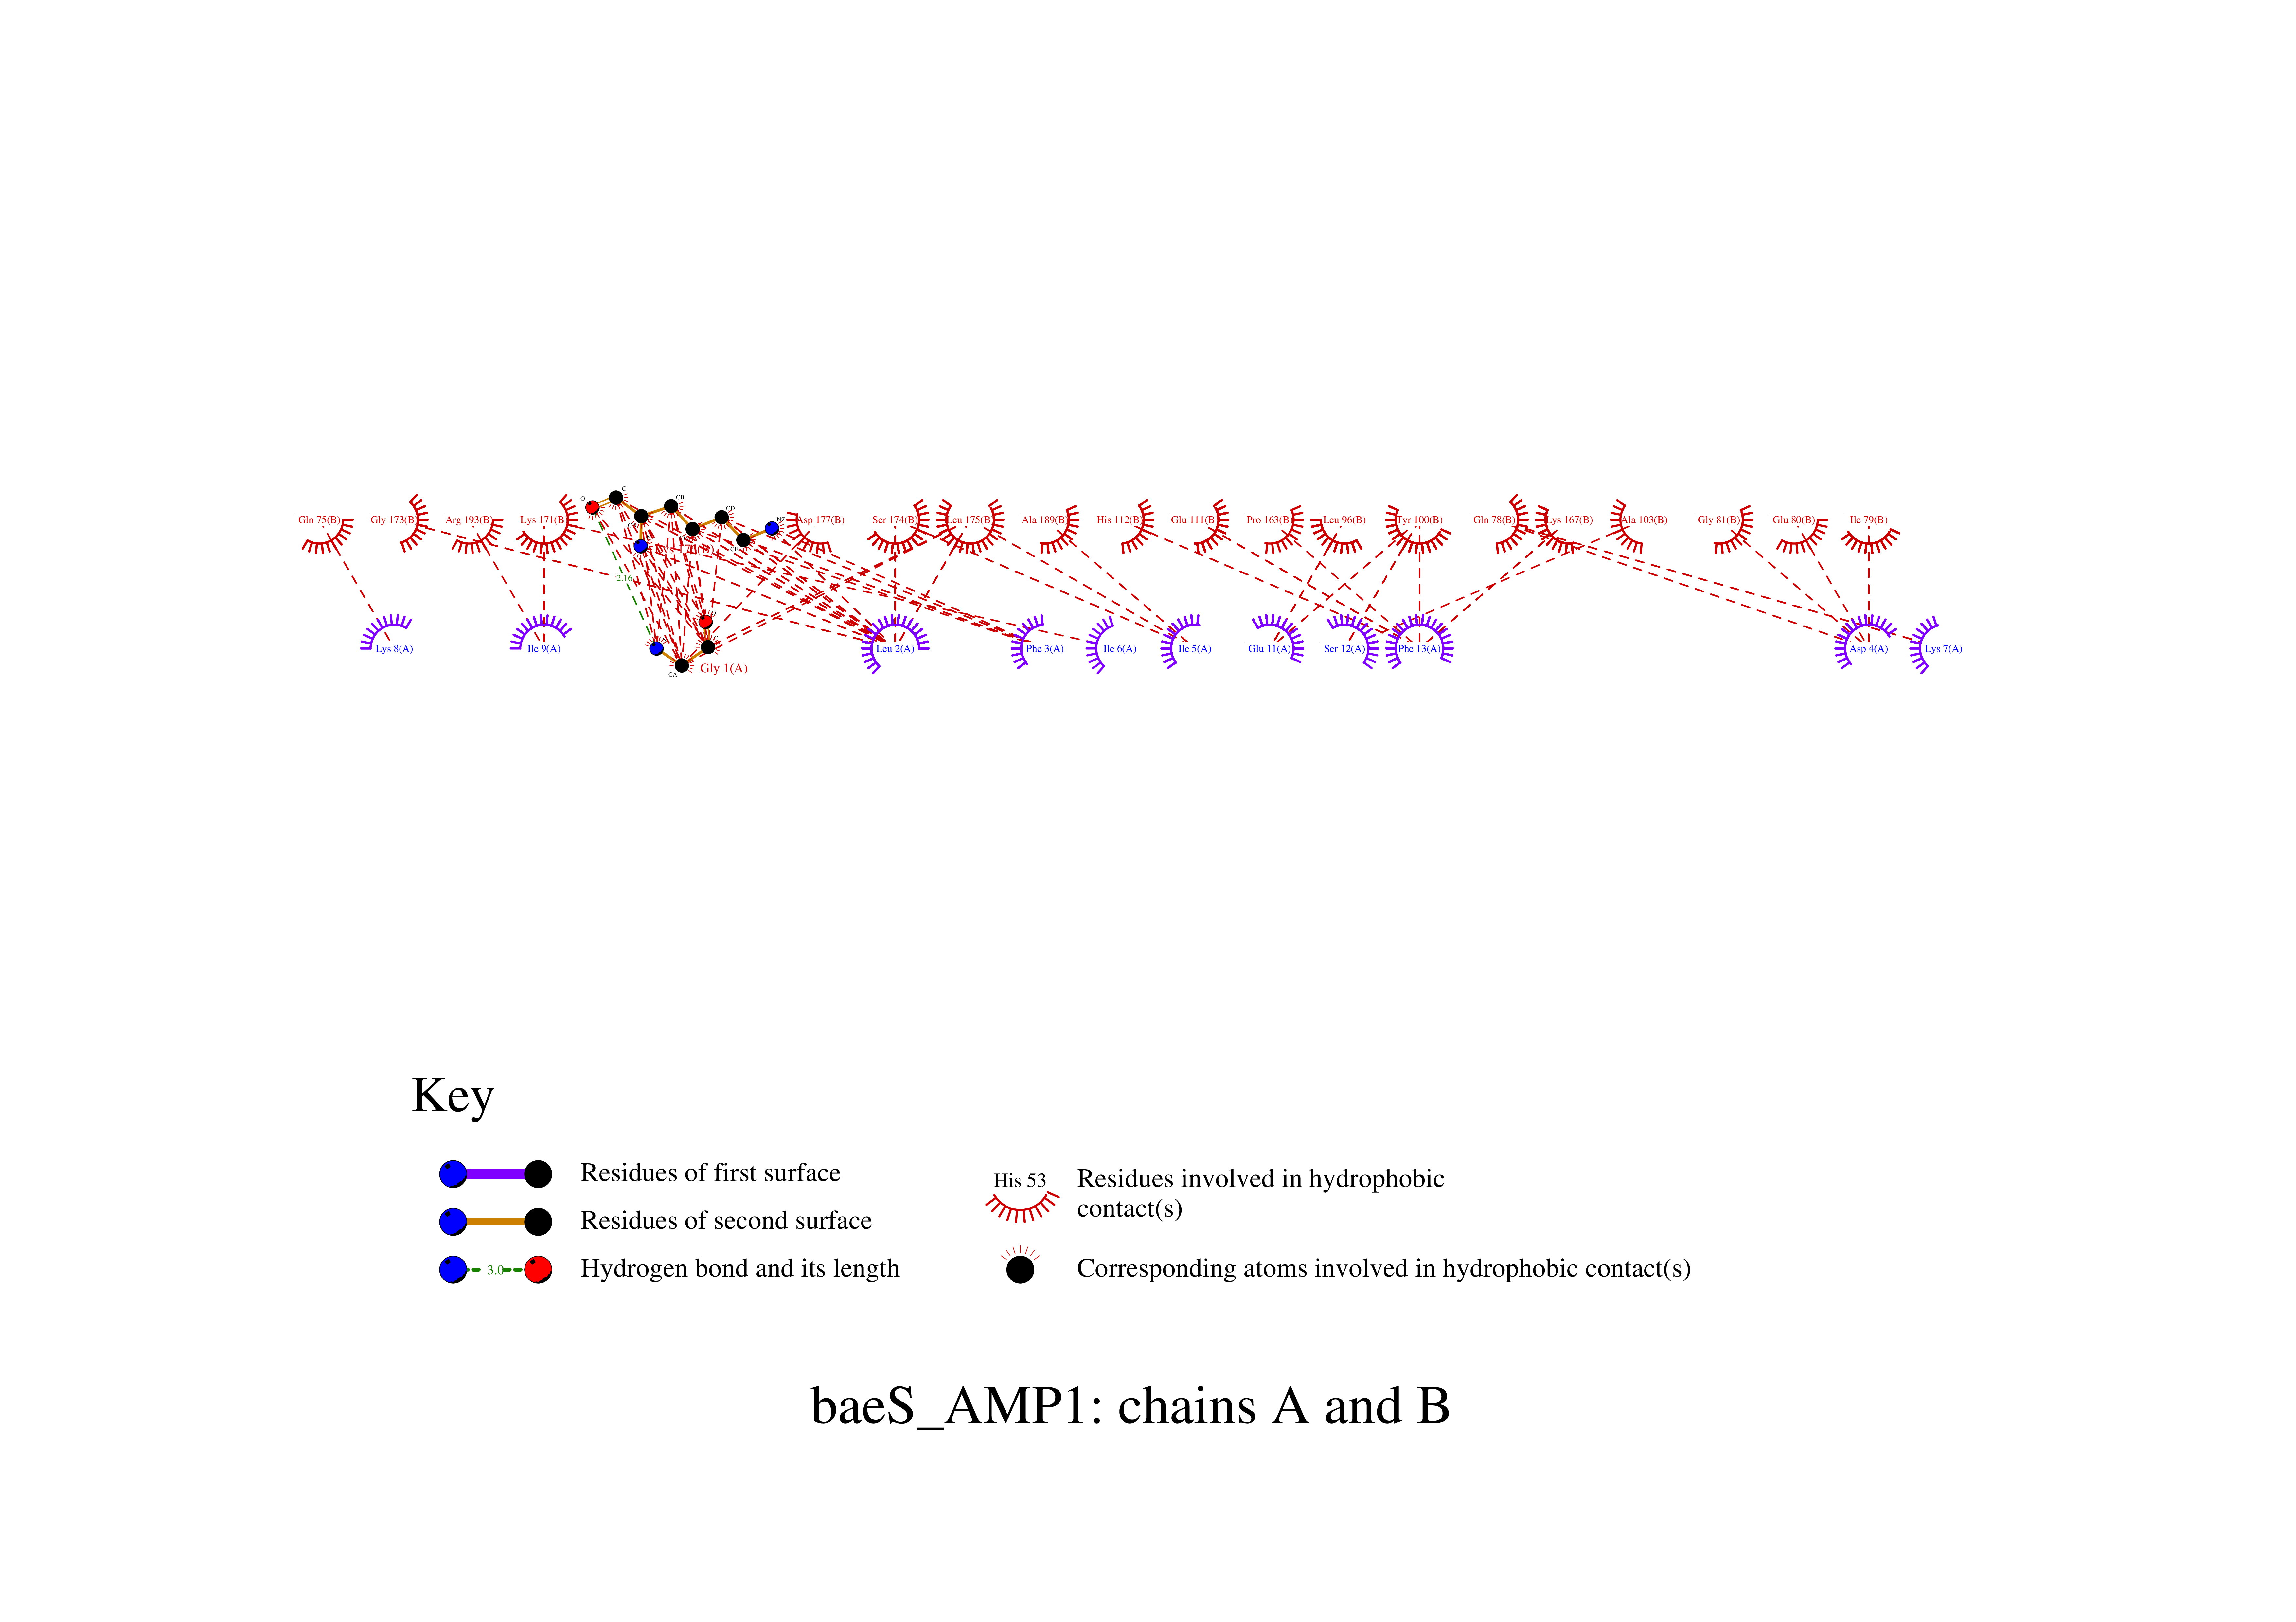 O C CB CD NZ
Gln 75(B) Gly 173(B) Arg 193(B) Lys 171(B) Asp 177(B) Ser 174(B) Leu 175(B) Ala 189(B) His 112(B) Glu 111(B) Pro 163(B) Leu 96(B) Tyr 100(B) Gln 78(B) Lys 167(B) Ala 103(B) Gly 81(B) Glu 80(B) Ile 79(B)
CE
2.16
O
Lys 8(A) Ile 9(A) Leu 2(A) Phe 3(A) Ile 6(A) Ile 5(A) Glu 11(A) Ser 12(A) Phe 13(A) Asp 4(A) Lys 7(A)
CA Gly 1(A)
Key
Residues of first surface
Residues of second surface
3.0 Hydrogen bond and its length
His 53 Residues involved in hydrophobic
contact(s)
Corresponding atoms involved in hydrophobic contact(s)
baeS_AMP1: chains A and B